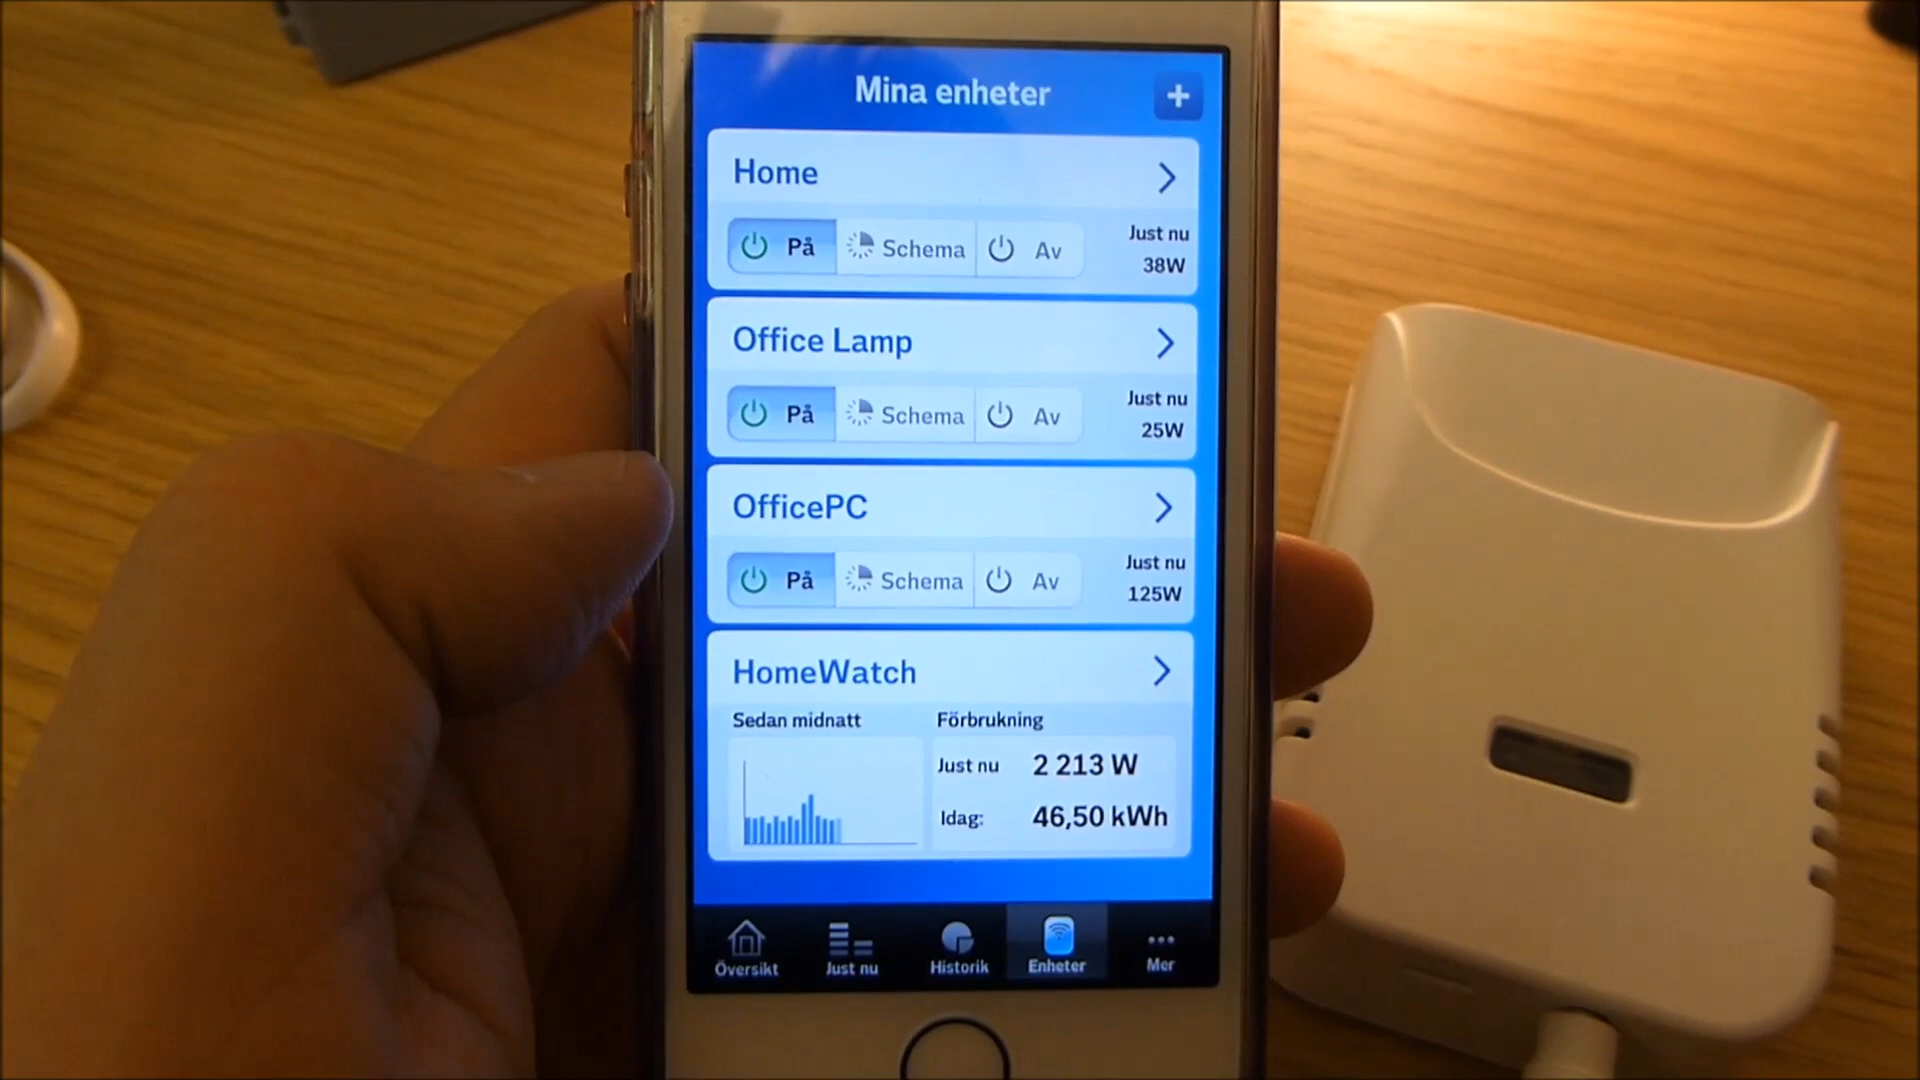 Mina enheter
+
Home
På Schema Av
Just nu
38W
Office Lamp
På Schema Av
Just nu
25W
OfficePC
På Schema Av
Just nu
125W
HomeWatch
Sedan midnatt Förbrukning
Just nu 2 213 W
Idag: 46,50 kWh
Översikt Just nu Historik Enheter Mer